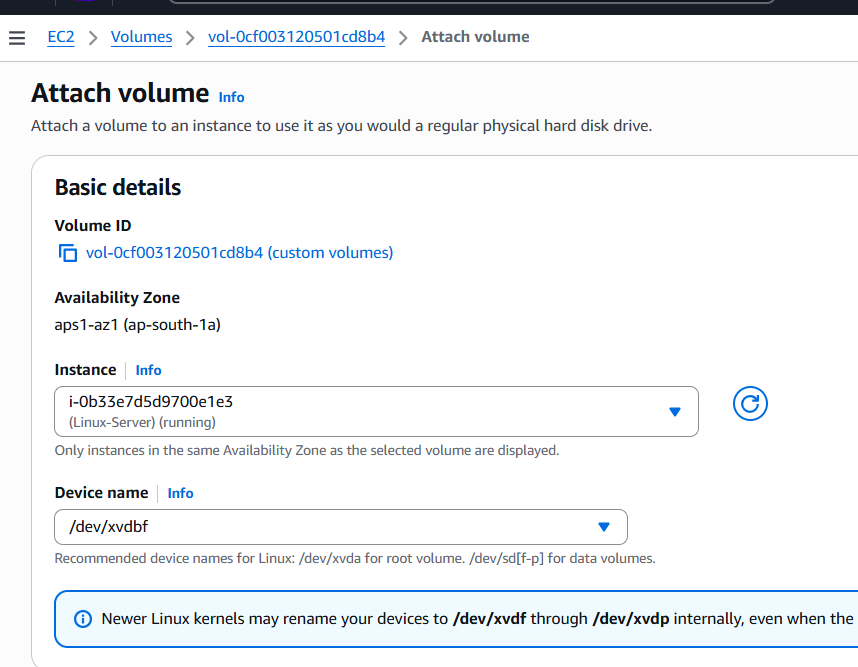 EC2 > Volumes > vol-0cf003120501cd8b4 > Attach volume
Attach volume Info
Attach a volume to an instance to use it as you would a regular physical hard disk drive.
Basic details
Volume ID
vol-0cf003120501cd8b4 (custom volumes)
Availability Zone
aps1-az1 (ap-south-1a)
Instance | Info
i-0b33e7d5d9700e1e3
(Linux-Server) (running)
Only instances in the same Availability Zone as the selected volume are displayed.
Device name | Info
/dev/xvdbf
Recommended device names for Linux: /dev/xvda for root volume. /dev/sd[f-p] for data volumes.
Newer Linux kernels may rename your devices to /dev/xvdf through /dev/xvdp internally, even when the